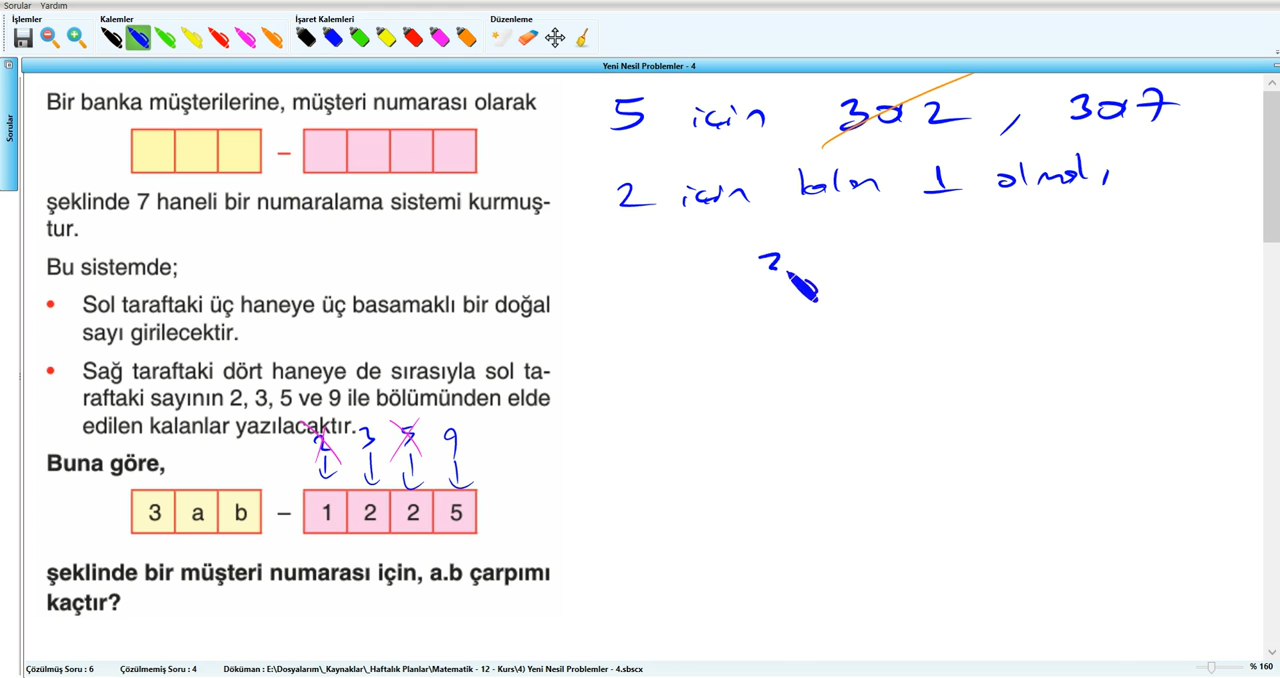 Sorular Yardım
İşlemler Kalemler İşaret Kalemleri Düzenleme
Yeni Nesil Problemler - 4
Sorular
Bir banka müşterilerine, müşteri numarası olarak
–
şeklinde 7 haneli bir numaralama sistemi kurmuş-
tur.
Bu sistemde;
• Sol taraftaki üç haneye üç basamaklı bir doğal
sayı girilecektir.
• Sağ taraftaki dört haneye de sırasıyla sol ta-
raftaki sayının 2, 3, 5 ve 9 ile bölümünden elde
edilen kalanlar yazılacaktır.
2 3 5 9
Buna göre,
3 a b – 1 2 2 5
şeklinde bir müşteri numarası için, a.b çarpımı
kaçtır?
5 için 3a2 , 3a7
2 için kalan 1 olmalı
Çözülmüş Soru : 6 Çözülmemiş Soru : 4 Döküman : E:\Dosyalarım\_Kaynaklar\_Haftalık Planlar\Matematik - 12 - Kurs\4) Yeni Nesil Problemler - 4.sbscx % 160